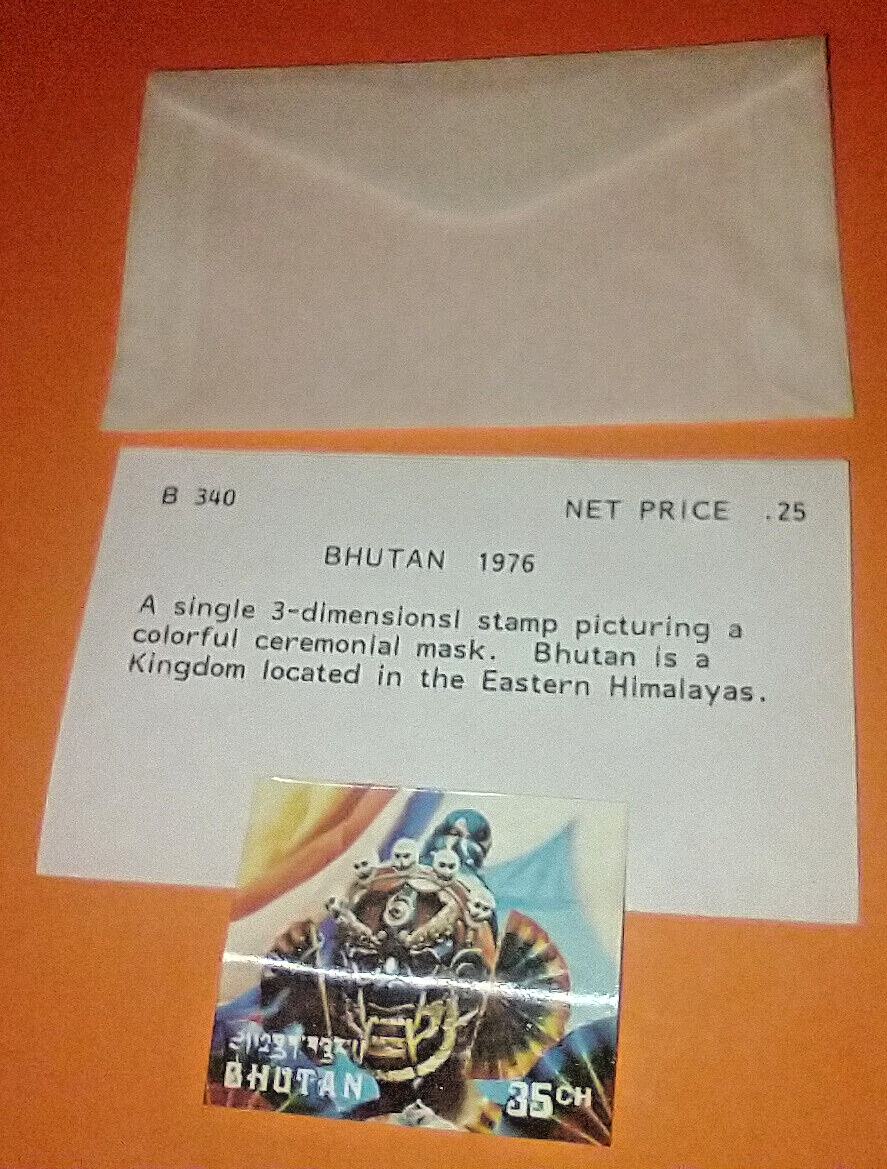 B 340
NET PRICE .25
BHUTAN 1976
A single 3-dimensionsl stamp picturing a
colorful ceremonial mask. Bhutan is a
Kingdom located in the Eastern Himalayas.
BHUTAN
35CH